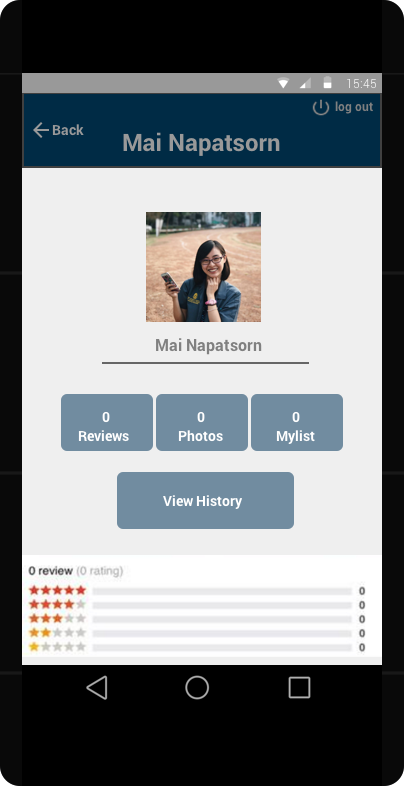 15:45
log out
Back
Mai Napatsorn
Mai Napatsorn
0 0 0
Reviews Photos Mylist
View History
0 review (0 rating)
0
0
0
0
0